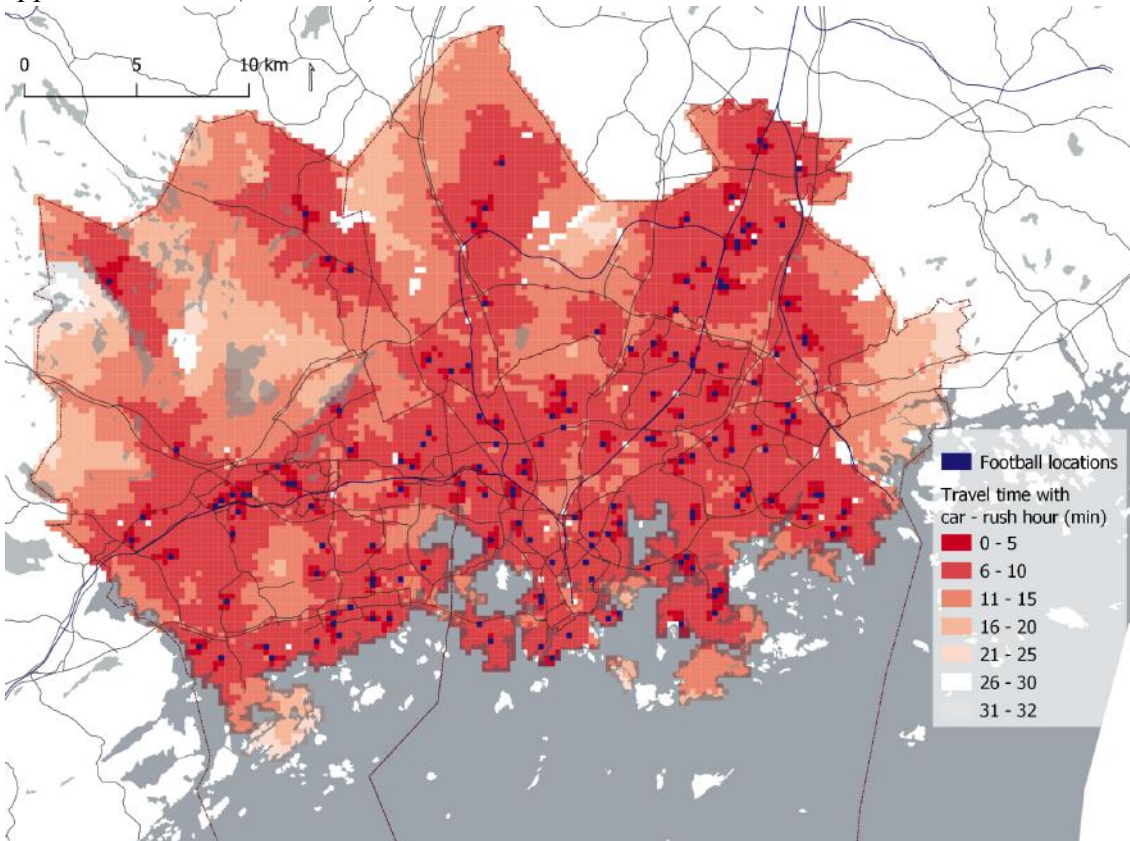 0 5 10 km
Football locations
Travel time with
car - rush hour (min)
0 - 5
6 - 10
11 - 15
16 - 20
21 - 25
26 - 30
31 - 32